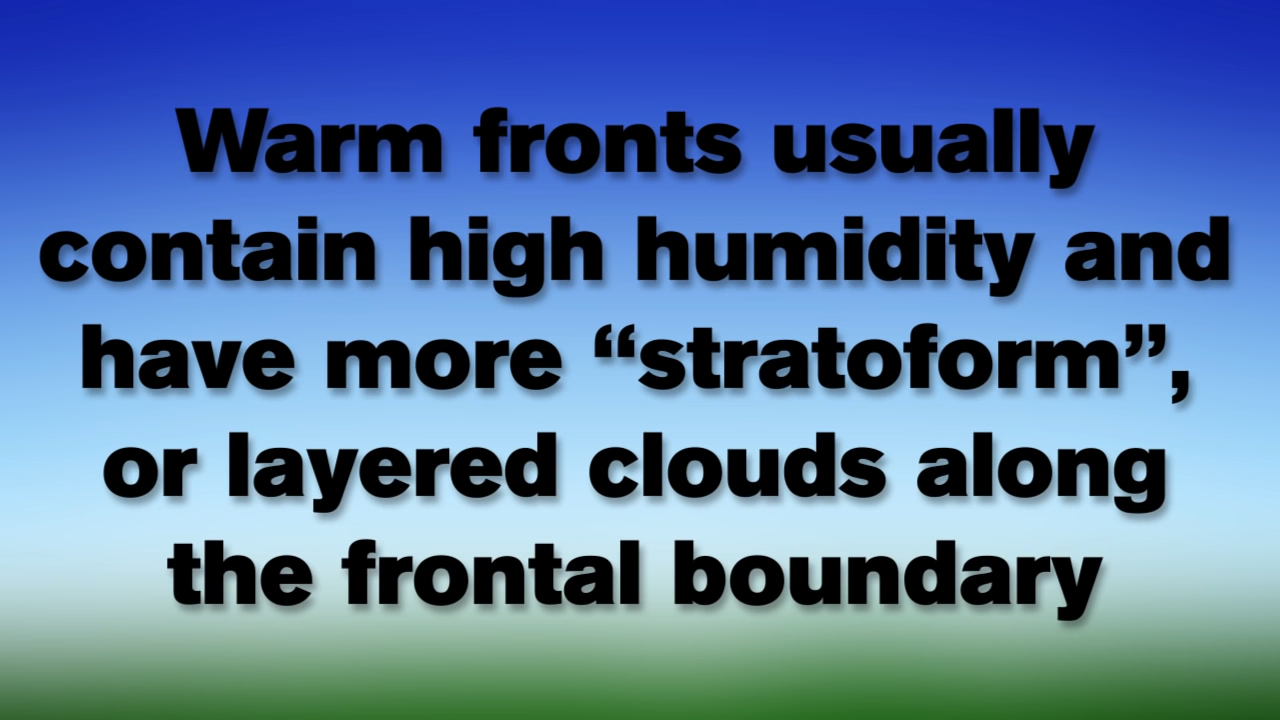 Warm fronts usually
contain high humidity and
have more “stratoform”,
or layered clouds along
the frontal boundary